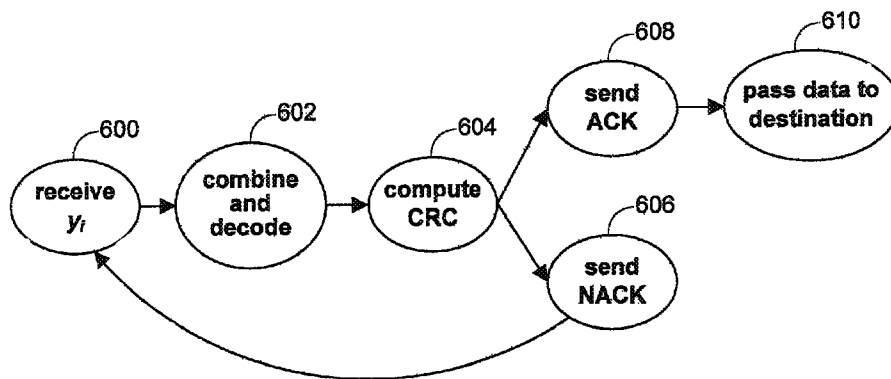 600
receive
yi
602
combine
and
decode
604
compute
CRC
608
send
ACK
610
pass data to
destination
606
send
NACK